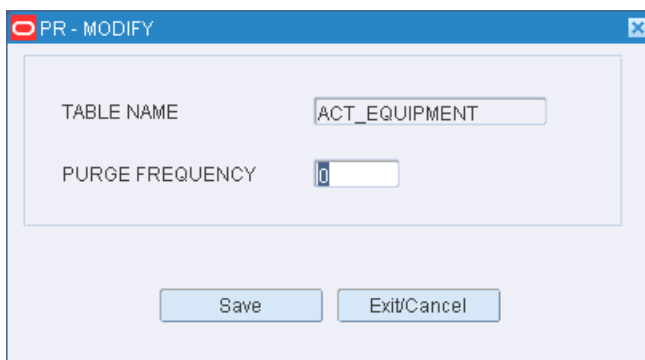 PR - MODIFY
TABLE NAME ACT_EQUIPMENT
PURGE FREQUENCY 0
Save Exit/Cancel